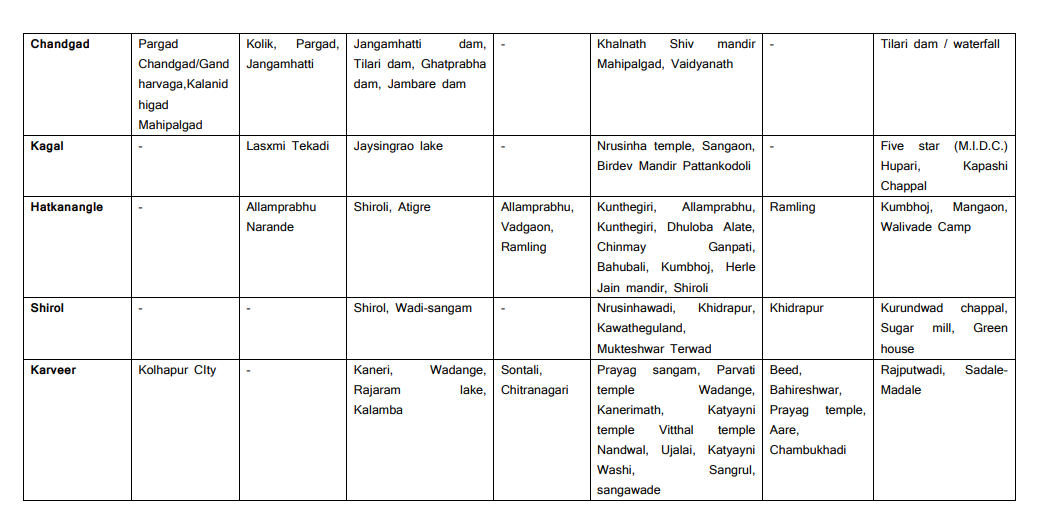 Chandgad
Pargad
Chandgad/Gand
harvaga,Kalanid
higad
Mahipalgad
Kolik, Pargad,
Jangamhatti
Jangamhatti dam,
Tilari dam, Ghatprabha
dam, Jambare dam
-
Khalnath Shiv mandir
Mahipalgad, Vaidyanath
-
Tilari dam / waterfall
Kagal
-
Lasxmi Tekadi
Jaysingrao lake
-
Nrusinha temple, Sangaon,
Birdev Mandir Pattankodoli
-
Five star (M.I.D.C.)
Hupari, Kapashi
Chappal
Hatkanangle
-
Allamprabhu
Narande
Shiroli, Atigre
Allamprabhu,
Vadgaon,
Ramling
Kunthegiri, Allamprabhu,
Kunthegiri, Dhuloba Alate,
Chinmay Ganpati,
Bahubali, Kumbhoj, Herle
Jain mandir, Shiroli
Ramling
Kumbhoj, Mangaon,
Walivade Camp
Shirol
-
-
Shirol, Wadi-sangam
-
Nrusinhawadi, Khidrapur,
Kawatheguland,
Mukteshwar Terwad
Khidrapur
Kurundwad chappal,
Sugar mill, Green
house
Karveer
Kolhapur CIty
-
Kaneri, Wadange,
Rajaram lake,
Kalamba
Sontali,
Chitranagari
Prayag sangam, Parvati
temple Wadange,
Kanerimath, Katyayni
temple Vitthal temple
Nandwal, Ujalai, Katyayni
Washi, Sangrul,
sangawade
Beed,
Bahireshwar,
Prayag temple,
Aare,
Chambukhadi
Rajputwadi, Sadale-
Madale